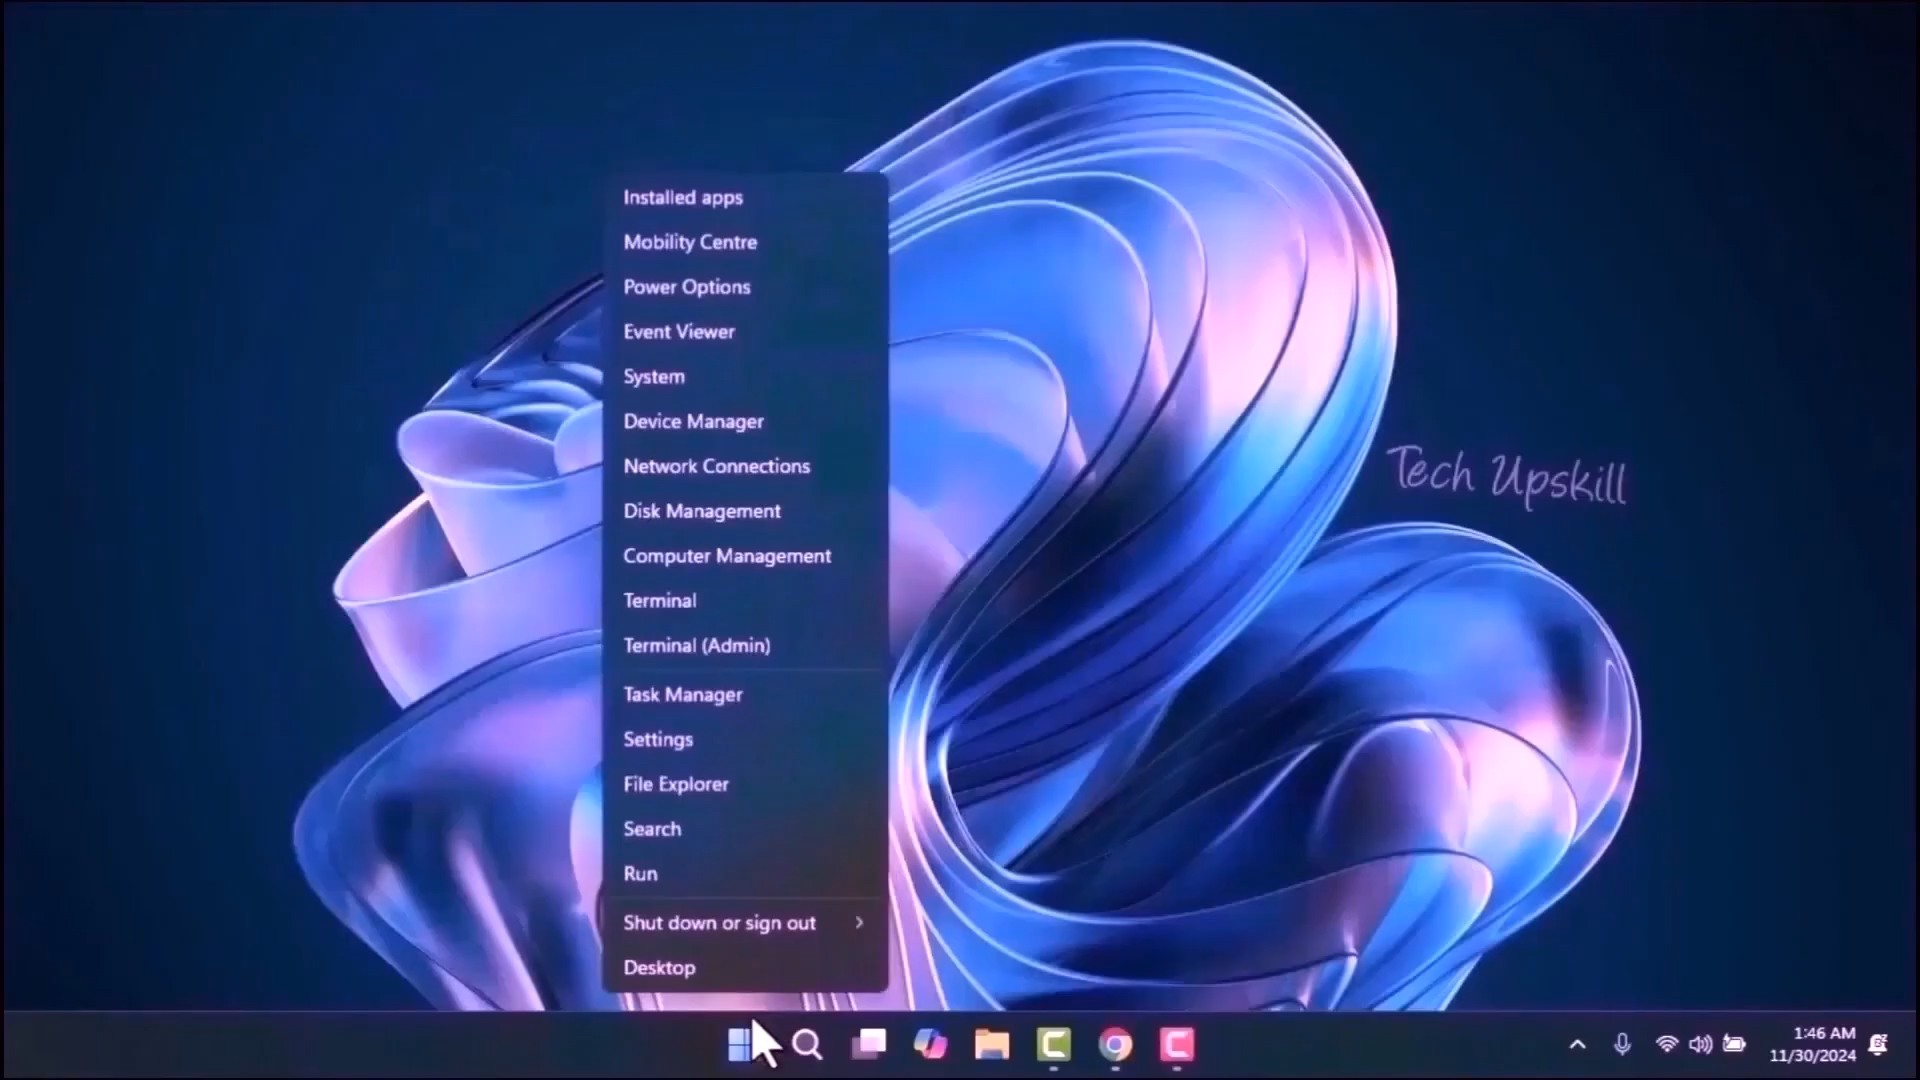 Installed apps
Mobility Centre
Power Options
Event Viewer
System
Device Manager
Network Connections
Disk Management
Computer Management
Terminal
Terminal (Admin)
Task Manager
Settings
File Explorer
Search
Run
Shut down or sign out
Desktop
Tech Upskill
1:46 AM
11/30/2024